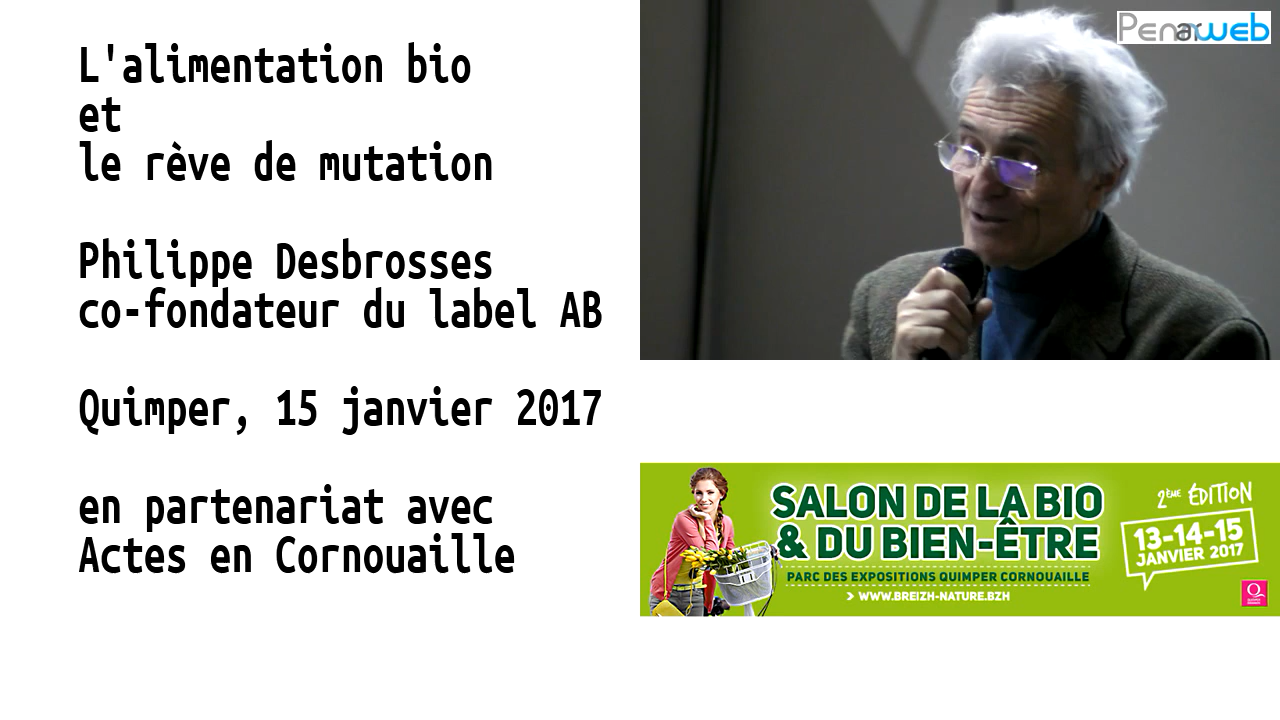 L'alimentation bio
et
le rève de mutation
Philippe Desbrosses
co-fondateur du label AB
Quimper, 15 janvier 2017
en partenariat avec
Actes en Cornouaille
Penarweb
SALON DE LA BIO
& DU BIEN-ÊTRE
PARC DES EXPOSITIONS QUIMPER CORNOUAILLE
> WWW.BREIZH-NATURE.BZH
2ÈME ÉDITION
13-14-15
JANVIER 2017